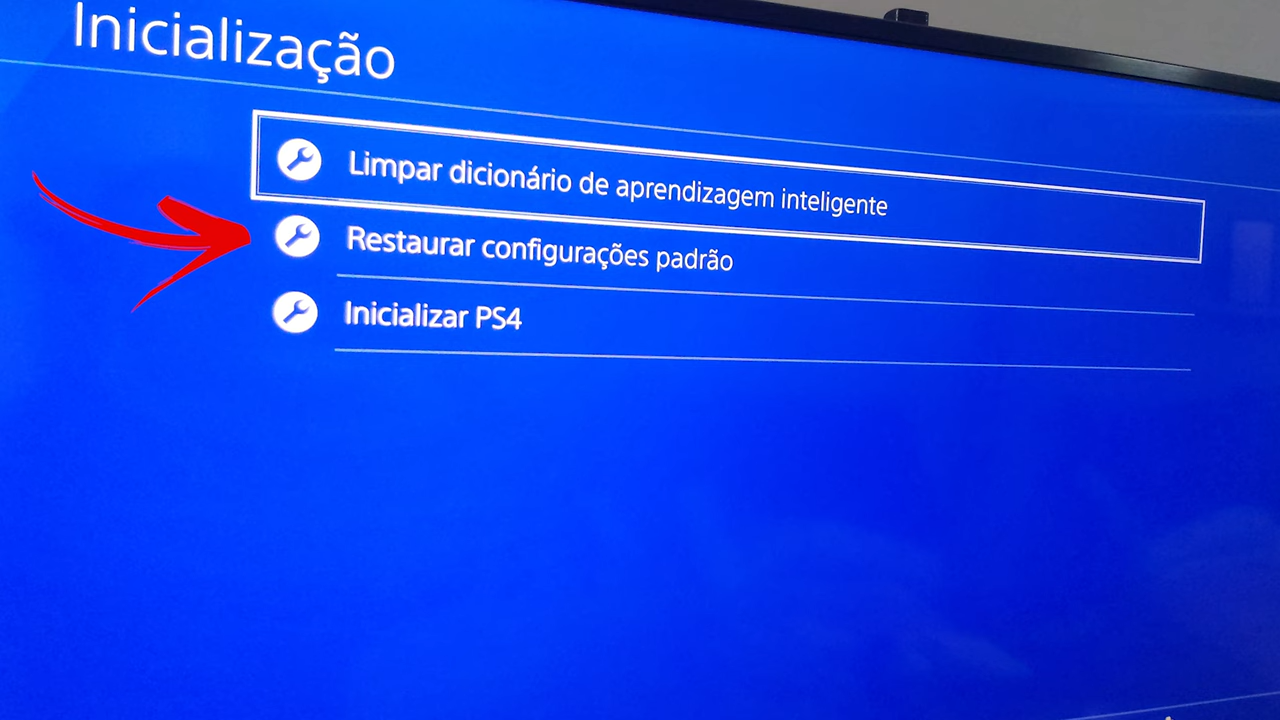 Inicialização
Limpar dicionário de aprendizagem inteligente
Restaurar configurações padrão
Inicializar PS4